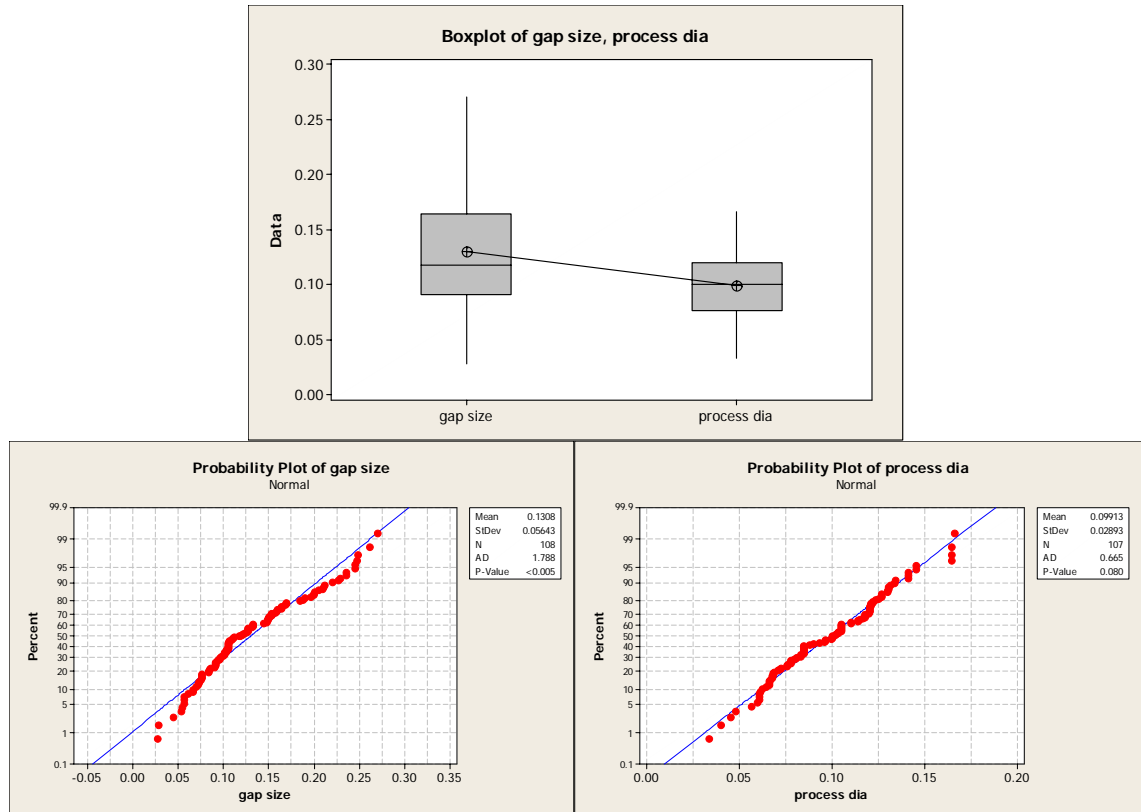 Boxplot of gap size, process dia
0.30
0.25
0.20
0.15
0.10
0.05
0.00
Data
gap size process dia
Probability Plot of gap size
Normal
99.9
99
95
90
80
70
60
50
40
30
20
10
5
1
0.1
Percent
-0.05 0.00 0.05 0.10 0.15 0.20 0.25 0.30 0.35
gap size
Mean 0.1308
StDev 0.05643
N 108
AD 1.788
P-Value <0.005
Probability Plot of process dia
Normal
99.9
99
95
90
80
70
60
50
40
30
20
10
5
1
0.1
Percent
0.00 0.05 0.10 0.15 0.20
process dia
Mean 0.09913
StDev 0.02893
N 107
AD 0.665
P-Value 0.080